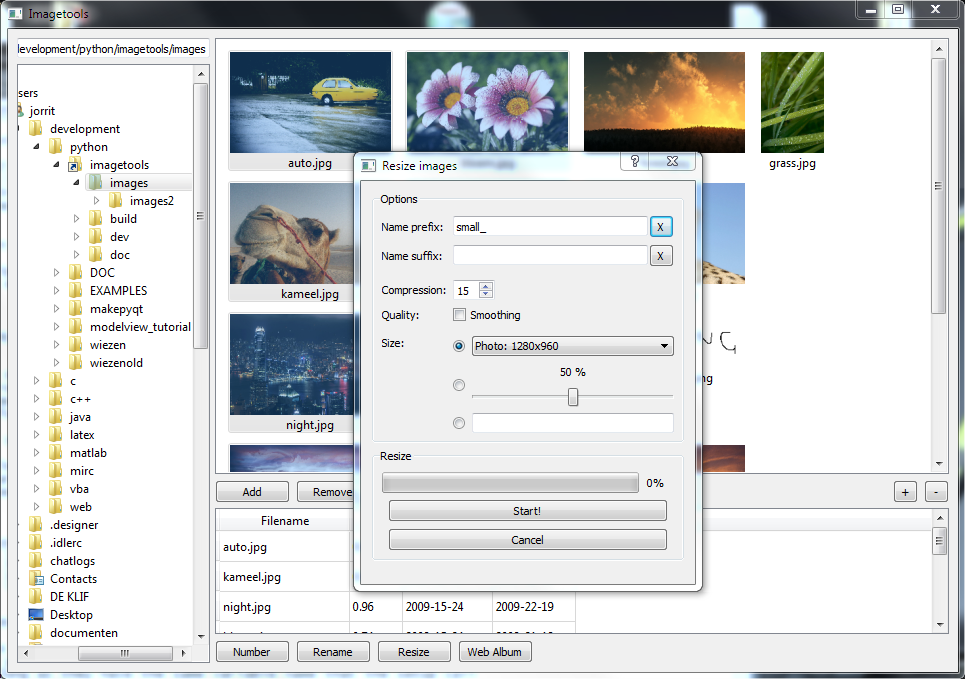 Imagetools
development/python/imagetools/images
sers
jorrit
development
python
imagetools
images
images2
build
dev
doc
DOC
EXAMPLES
makepyqt
modelview_tutorial
wiezen
wiezenold
c
c++
java
latex
matlab
mirc
vba
web
.designer
.idlerc
chatlogs
Contacts
DE KLIF
Desktop
documenten
auto.jpg
grass.jpg
kameel.jpg
night.jpg
Add
Remove
+
-
Filename
auto.jpg
kameel.jpg
night.jpg 0.96 2009-15-24 2009-22-19
Number
Rename
Resize
Web Album
Resize images
?
Options
Name prefix: small_ X
Name suffix: X
Compression: 15
Quality: Smoothing
Size: Photo: 1280x960
50 %
Resize
0%
Start!
Cancel